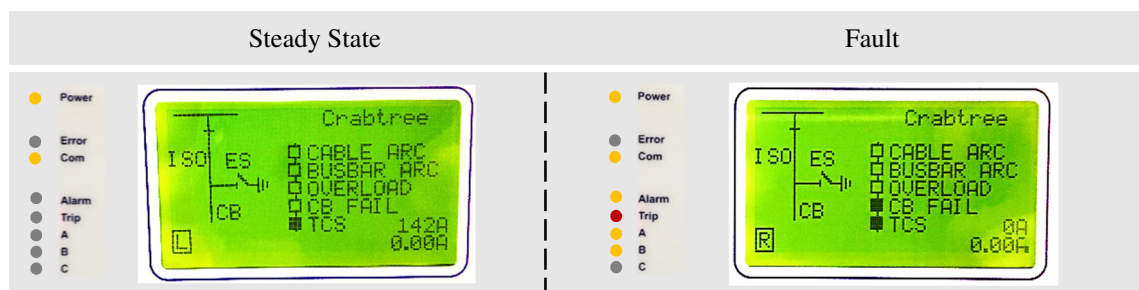 Steady State
Fault
Power
Error
Com
Alarm
Trip
A
B
C
Crabtree
ISO
ES
CB
CABLE ARC
BUSBAR ARC
OVERLOAD
CB FAIL
TCS
142A
0.00A
L
Power
Error
Com
Alarm
Trip
A
B
C
Crabtree
ISO
ES
CB
CABLE ARC
BUSBAR ARC
OVERLOAD
CB FAIL
TCS
0A
0.00A
R